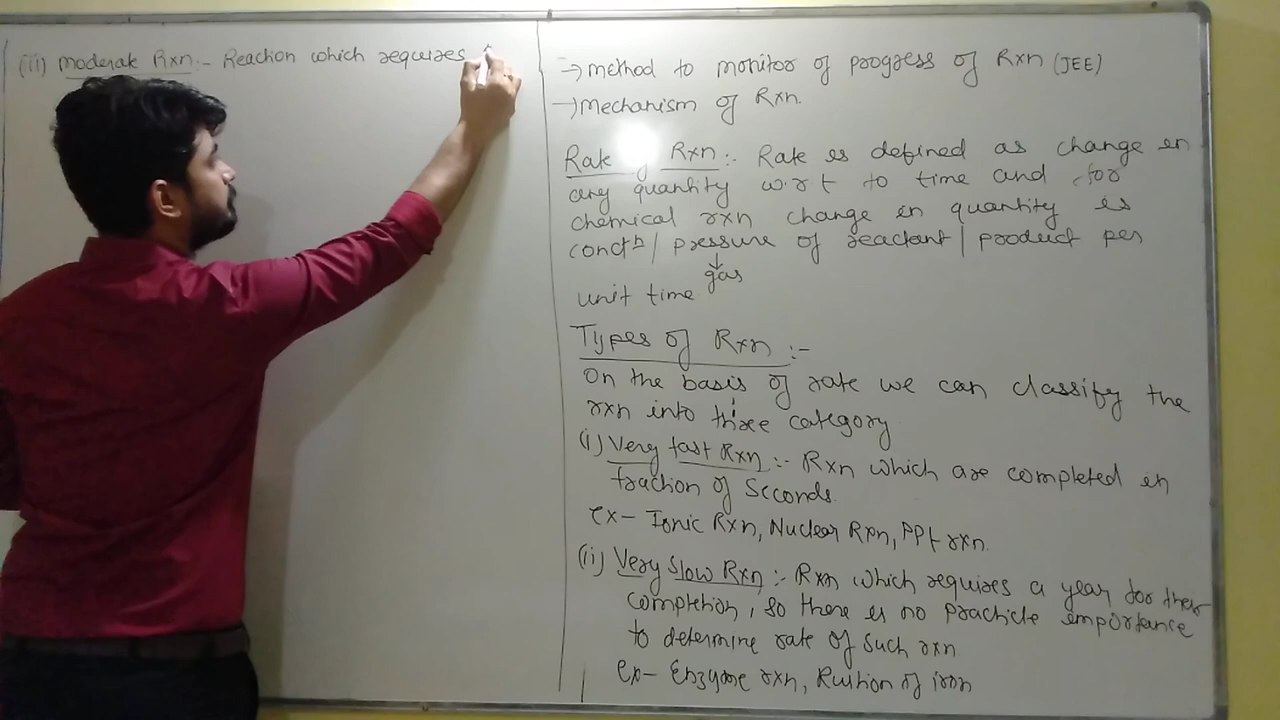 (iii) moderate Rxn :- Reaction which requires
→ method to monitor of progress of Rxn (JEE)
→ Mechanism of Rxn.
Rate of Rxn :- Rate is defined as change in
any quantity w.r.t to time and for
chemical rxn change in quantity is
conctn / pressure of reactant / product per
↓
gas
unit time
Types of Rxn :-
on the basis of rate we can classify the
rxn into three category
(i) Very fast Rxn :- Rxn which are completed in
fraction of Seconds.
ex- Ionic Rxn, Nuclear Rxn, PPt rxn.
(ii) Very Slow Rxn :- Rxn which requires a year for their
completion, so there is no practicle importance
to determine rate of such rxn
ex- Enzyme rxn, of iron